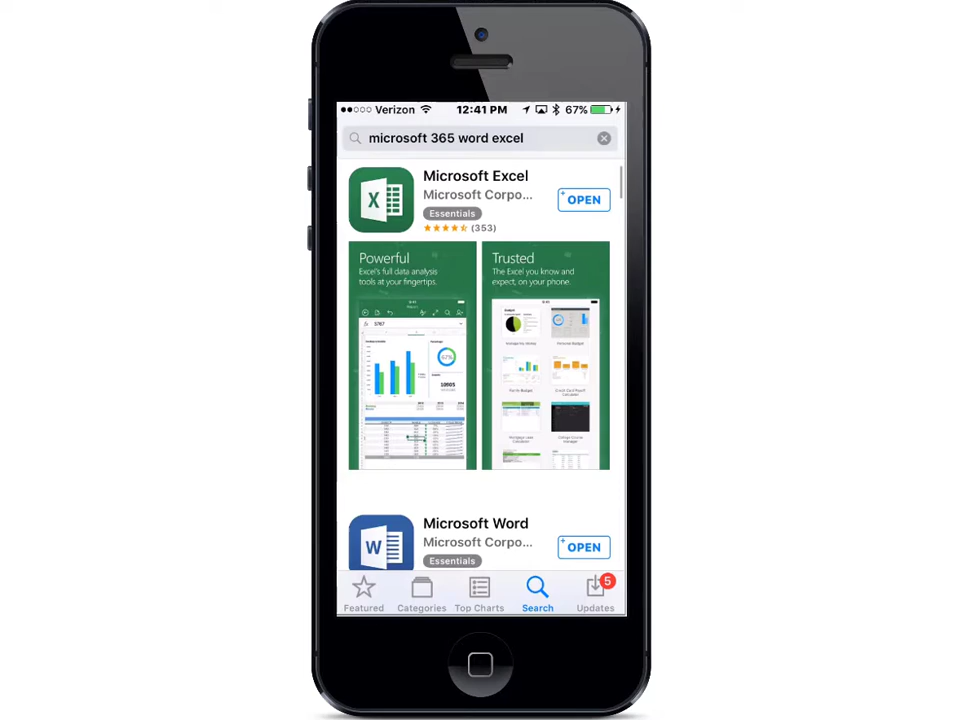 Verizon 12:41 PM 67%
microsoft 365 word excel
Microsoft Excel
Microsoft Corpo...
Essentials
OPEN
(353)
Powerful
Excel's full data analysis
tools at your fingertips.
Trusted
The Excel you know and
expect, on your phone.
Microsoft Word
Microsoft Corpo...
Essentials
OPEN
Featured
Categories
Top Charts
Search
5
Updates